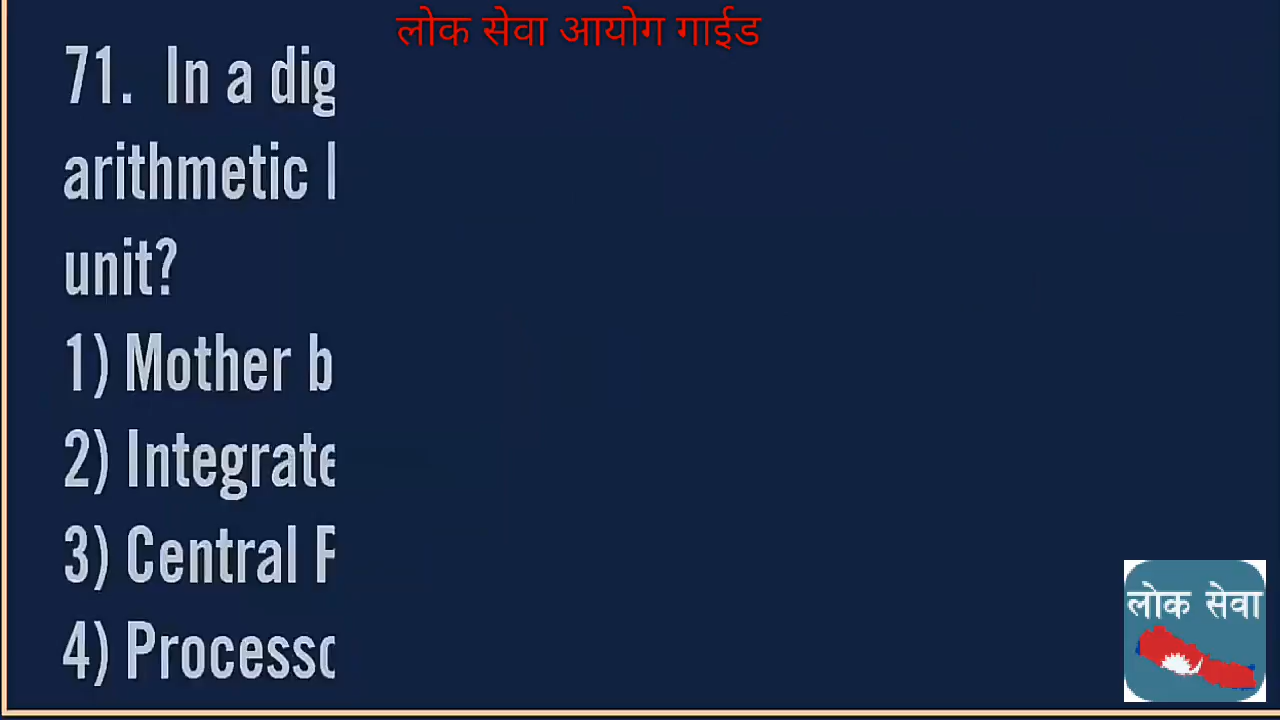 लोक सेवा आयोग गाईड
71. In a dig
arithmetic l
unit?
1) Mother b
2) Integrate
3) Central P
4) Processo
लोक सेवा